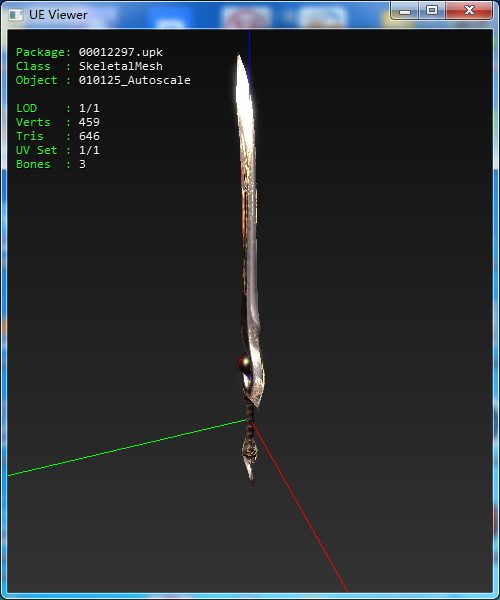 UE Viewer
Package: 00012297.upk
Class  : SkeletalMesh
Object : 010125_Autoscale
LOD    : 1/1
Verts  : 459
Tris   : 646
UV Set : 1/1
Bones  : 3